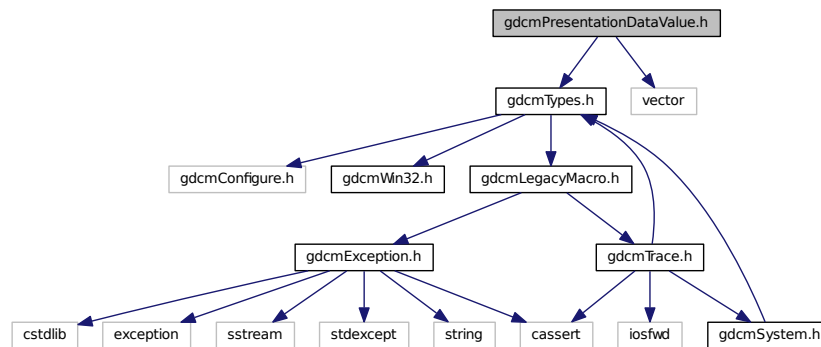 gdcmPresentationDataValue.h
gdcmTypes.h
vector
gdcmConfigure.h
gdcmWin32.h
gdcmLegacyMacro.h
gdcmException.h
gdcmTrace.h
cstdlib
exception
sstream
stdexcept
string
cassert
iosfwd
gdcmSystem.h